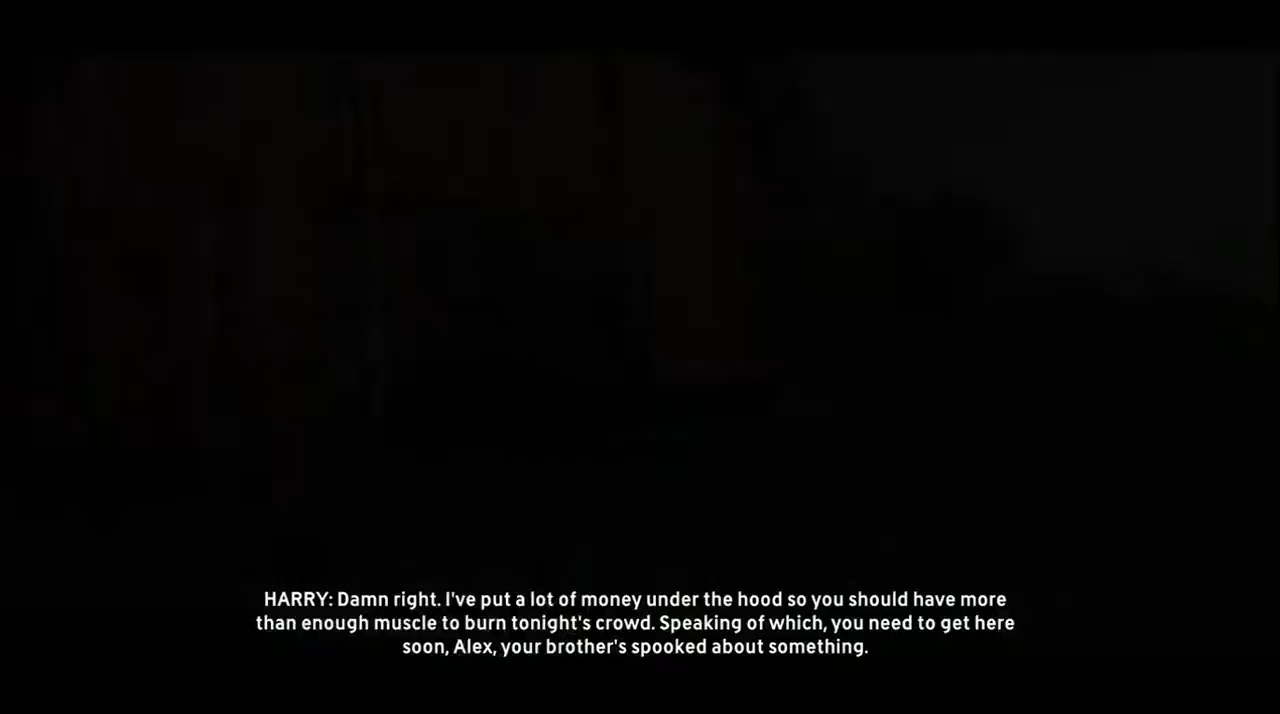 HARRY: Damn right. I've put a lot of money under the hood so you should have more
than enough muscle to burn tonight's crowd. Speaking of which, you need to get here
soon, Alex, your brother's spooked about something.